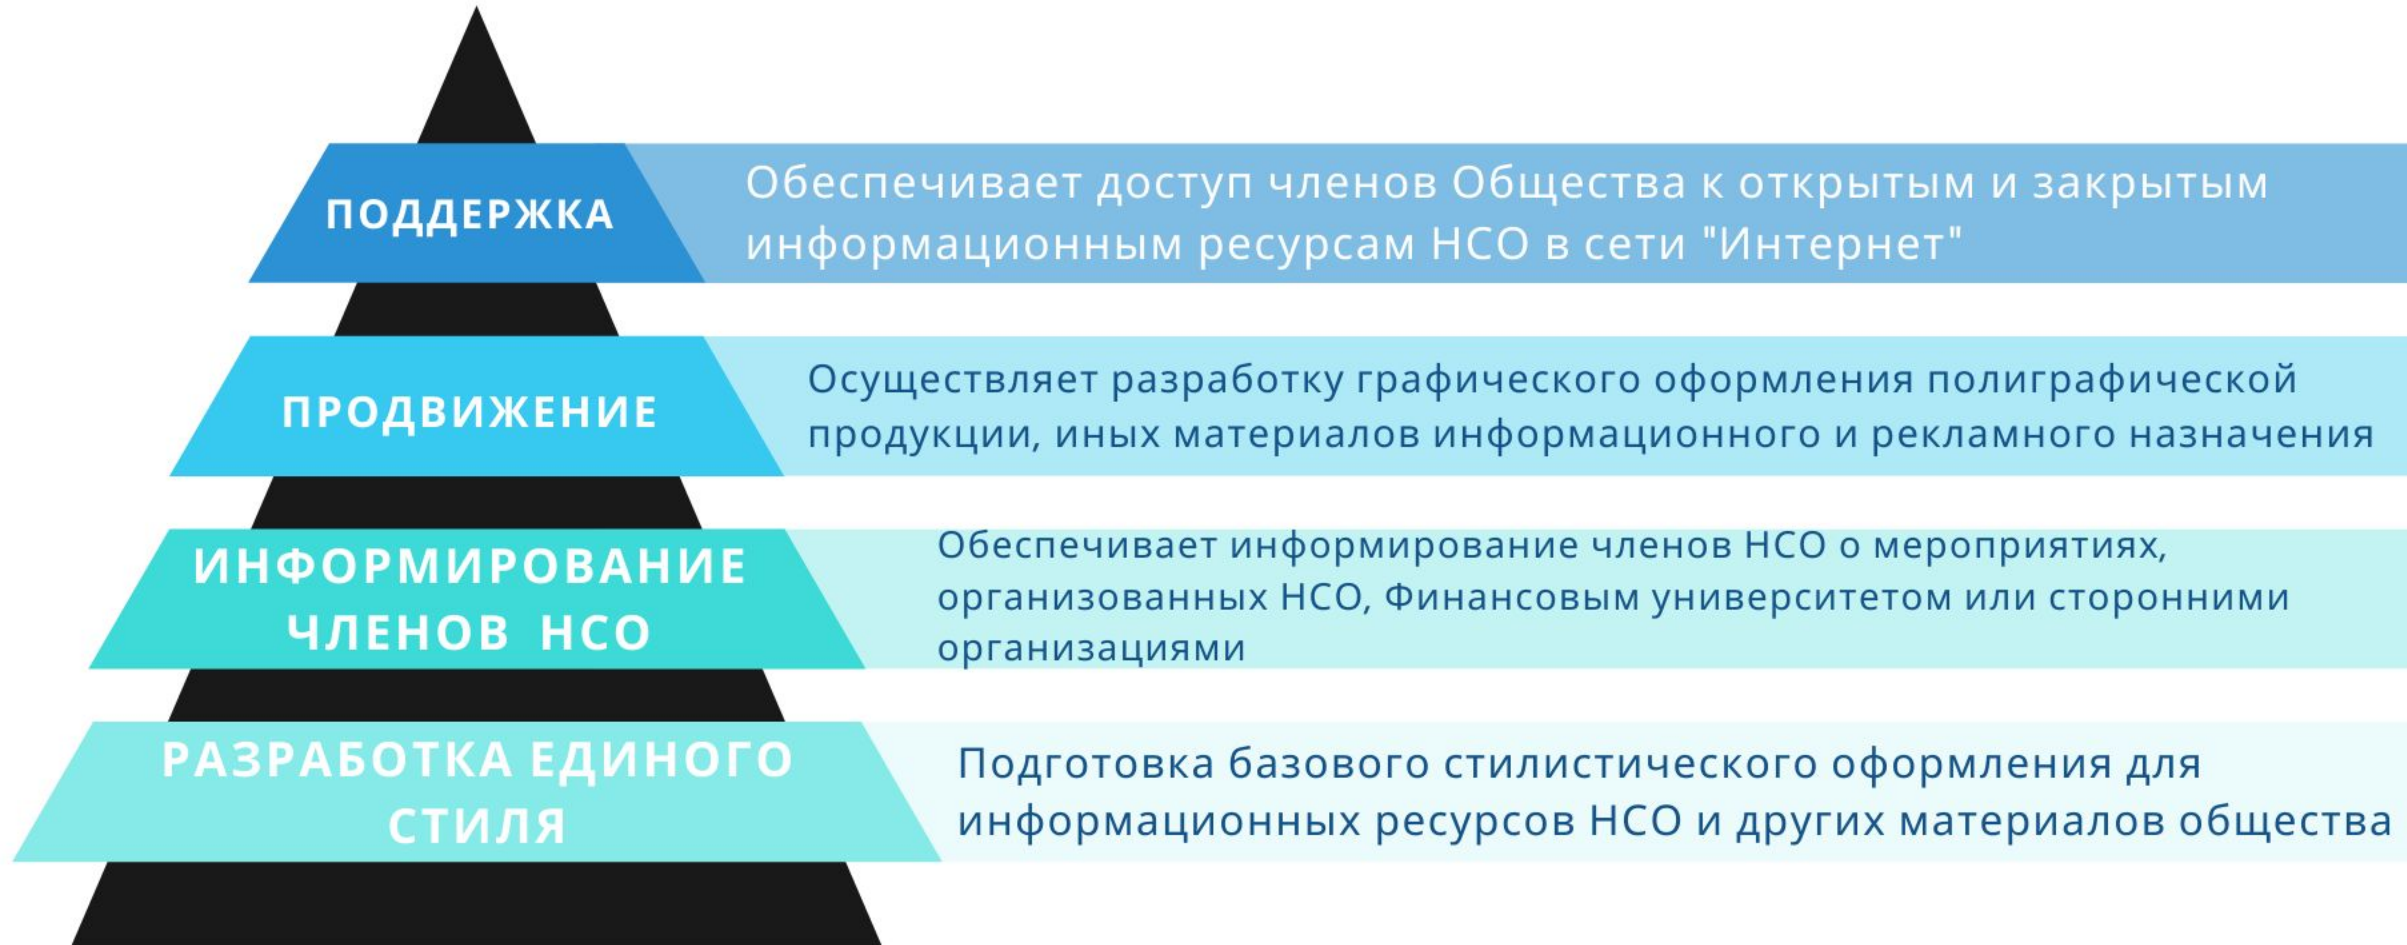 ПОДДЕРЖКА
Обеспечивает доступ членов Общества к открытым и закрытым
информационным ресурсам НСО в сети "Интернет"
ПРОДВИЖЕНИЕ
Осуществляет разработку графического оформления полиграфической
продукции, иных материалов информационного и рекламного назначения
ИНФОРМИРОВАНИЕ
ЧЛЕНОВ НСО
Обеспечивает информирование членов НСО о мероприятиях,
организованных НСО, Финансовым университетом или сторонними
организациями
РАЗРАБОТКА ЕДИНОГО
СТИЛЯ
Подготовка базового стилистического оформления для
информационных ресурсов НСО и других материалов общества